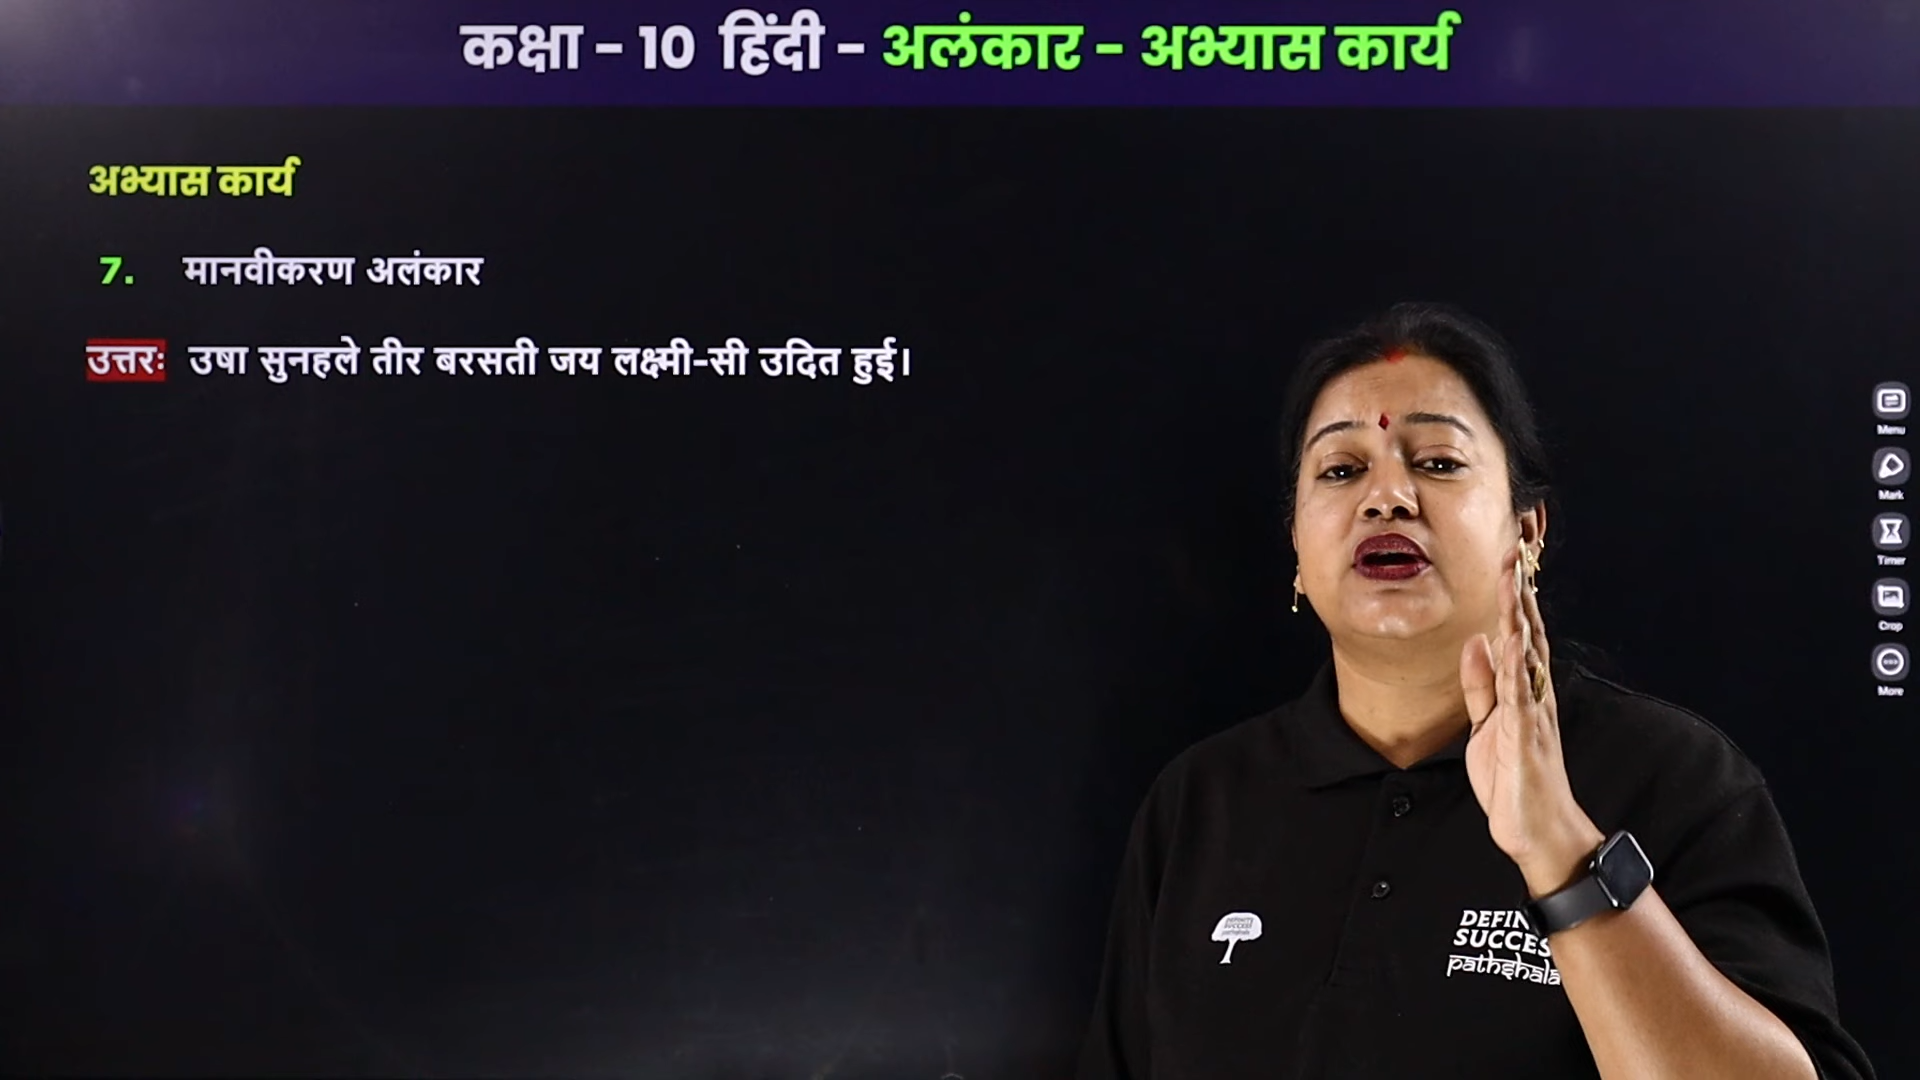 कक्षा - 10 हिंदी - अलंकार - अभ्यास कार्य
अभ्यास कार्य
7. मानवीकरण अलंकार
उत्तरः उषा सुनहले तीर बरसती जय लक्ष्मी-सी उदित हुई।
Menu
Mark
Timer
Crop
More
DEFIN
SUCCES
pathshala